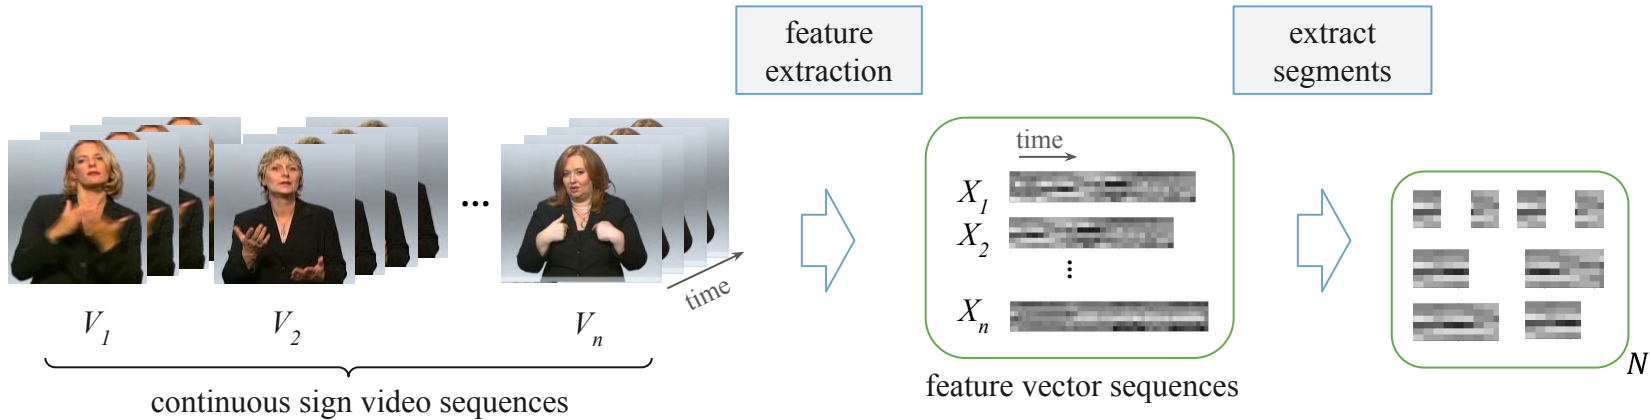 feature
extraction
extract
segments
time
X1
X2
⋮
Xn
...
time
V1
V2
Vn
N
feature vector sequences
continuous sign video sequences